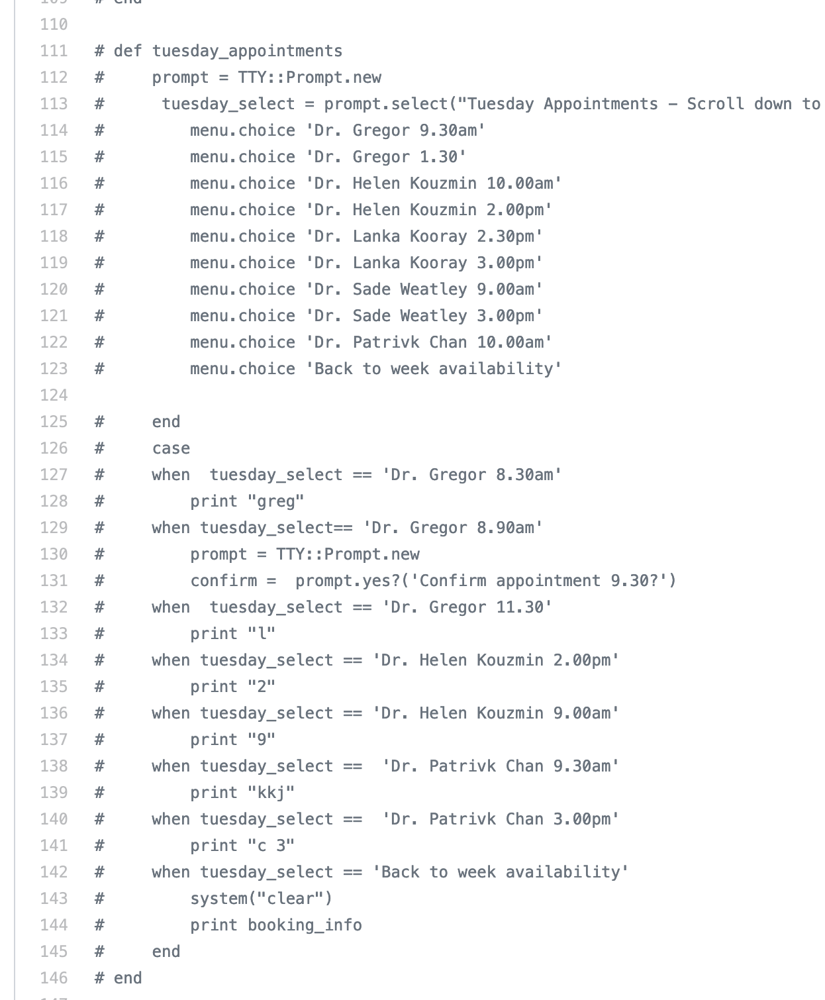 109 # end
110
111 # def tuesday_appointments
112 #     prompt = TTY::Prompt.new
113 #      tuesday_select = prompt.select("Tuesday Appointments – Scroll down to
114 #         menu.choice 'Dr. Gregor 9.30am'
115 #         menu.choice 'Dr. Gregor 1.30'
116 #         menu.choice 'Dr. Helen Kouzmin 10.00am'
117 #         menu.choice 'Dr. Helen Kouzmin 2.00pm'
118 #         menu.choice 'Dr. Lanka Kooray 2.30pm'
119 #         menu.choice 'Dr. Lanka Kooray 3.00pm'
120 #         menu.choice 'Dr. Sade Weatley 9.00am'
121 #         menu.choice 'Dr. Sade Weatley 3.00pm'
122 #         menu.choice 'Dr. Patrivk Chan 10.00am'
123 #         menu.choice 'Back to week availability'
124
125 #     end
126 #     case
127 #     when  tuesday_select == 'Dr. Gregor 8.30am'
128 #         print "greg"
129 #     when tuesday_select== 'Dr. Gregor 8.90am'
130 #         prompt = TTY::Prompt.new
131 #         confirm =  prompt.yes?('Confirm appointment 9.30?')
132 #     when  tuesday_select == 'Dr. Gregor 11.30'
133 #         print "l"
134 #     when tuesday_select == 'Dr. Helen Kouzmin 2.00pm'
135 #         print "2"
136 #     when tuesday_select == 'Dr. Helen Kouzmin 9.00am'
137 #         print "9"
138 #     when tuesday_select ==  'Dr. Patrivk Chan 9.30am'
139 #         print "kkj"
140 #     when tuesday_select ==  'Dr. Patrivk Chan 3.00pm'
141 #         print "c 3"
142 #     when tuesday_select == 'Back to week availability'
143 #         system("clear")
144 #         print booking_info
145 #     end
146 # end